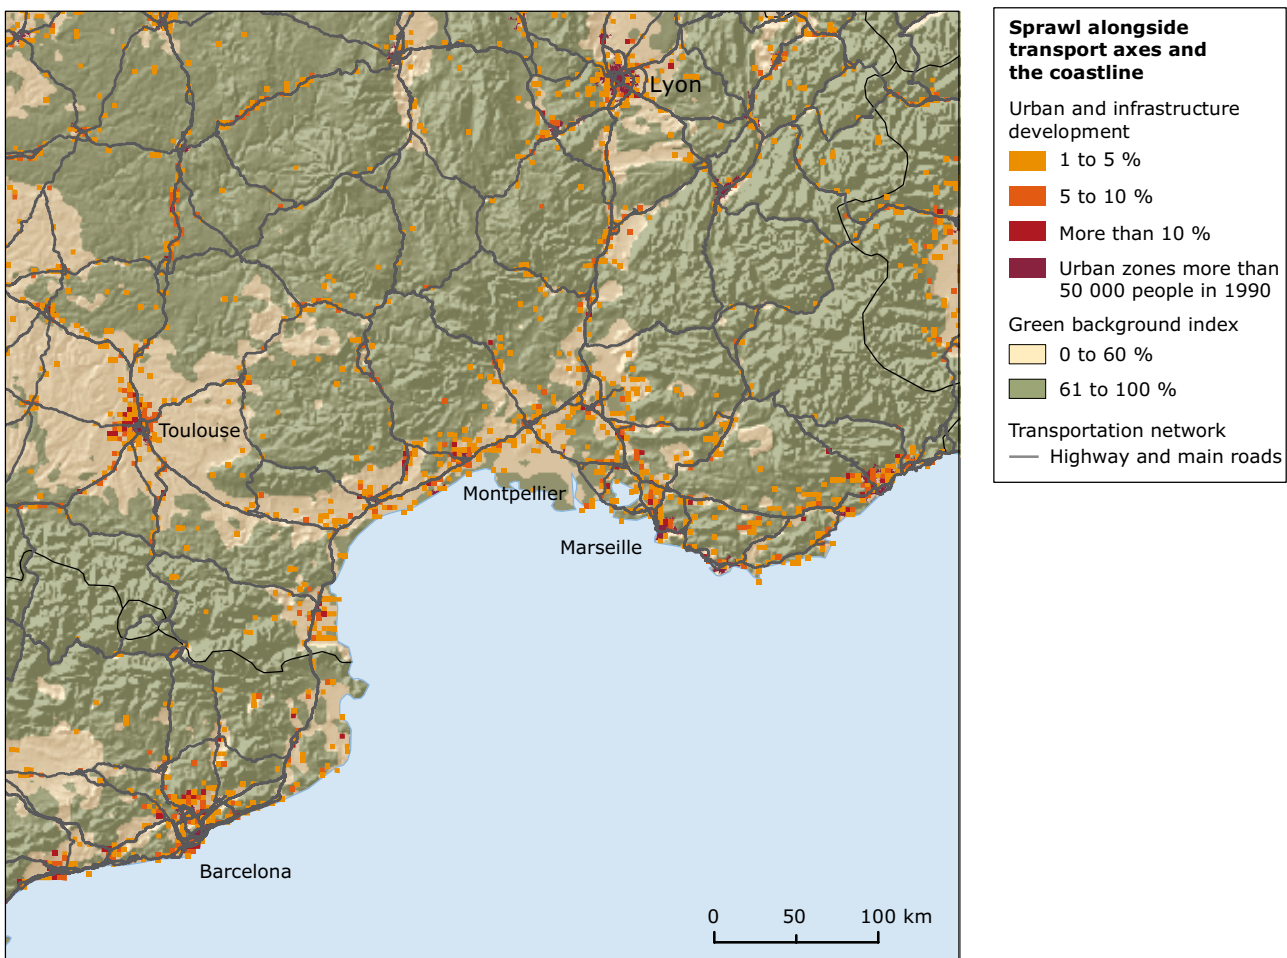 Lyon
Toulouse
Montpellier
Marseille
Barcelona
0 50 100 km
Sprawl alongside
transport axes and
the coastline
Urban and infrastructure
development
1 to 5 %
5 to 10 %
More than 10 %
Urban zones more than
50 000 people in 1990
Green background index
0 to 60 %
61 to 100 %
Transportation network
Highway and main roads